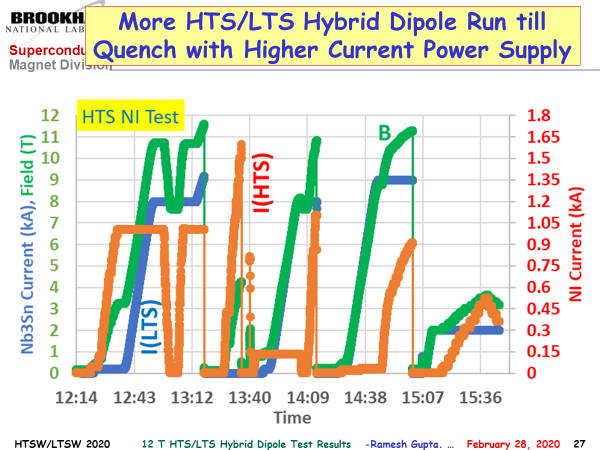 BROOKH
NATIONAL LAB
Supercondu
Magnet Division
More HTS/LTS Hybrid Dipole Run till
Quench with Higher Current Power Supply
HTS NI Test
B
I(HTS)
I(LTS)
Nb3Sn Current (kA), Field (T)
12
11
10
9
8
7
6
5
4
3
2
1
0
1.8
1.65
1.5
1.35
1.2
1.05
0.9
0.75
0.6
0.45
0.3
0.15
0
NI Current (kA)
12:14 12:43 13:12 13:40 14:09 14:38 15:07 15:36
Time
HTSW/LTSW 2020 12 T HTS/LTS Hybrid Dipole Test Results -Ramesh Gupta. ... February 28, 2020 27